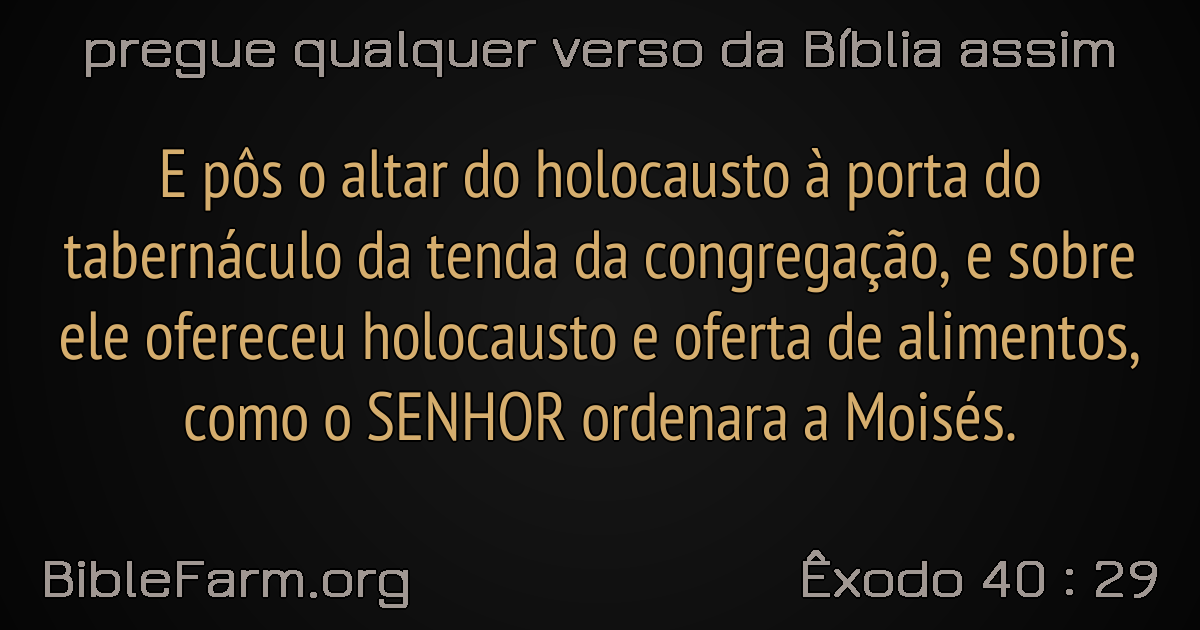 pregue qualquer verso da Bíblia assim
E pôs o altar do holocausto à porta do
tabernáculo da tenda da congregação, e sobre
ele ofereceu holocausto e oferta de alimentos,
como o SENHOR ordenara a Moisés.
BibleFarm.org
Êxodo 40 : 29